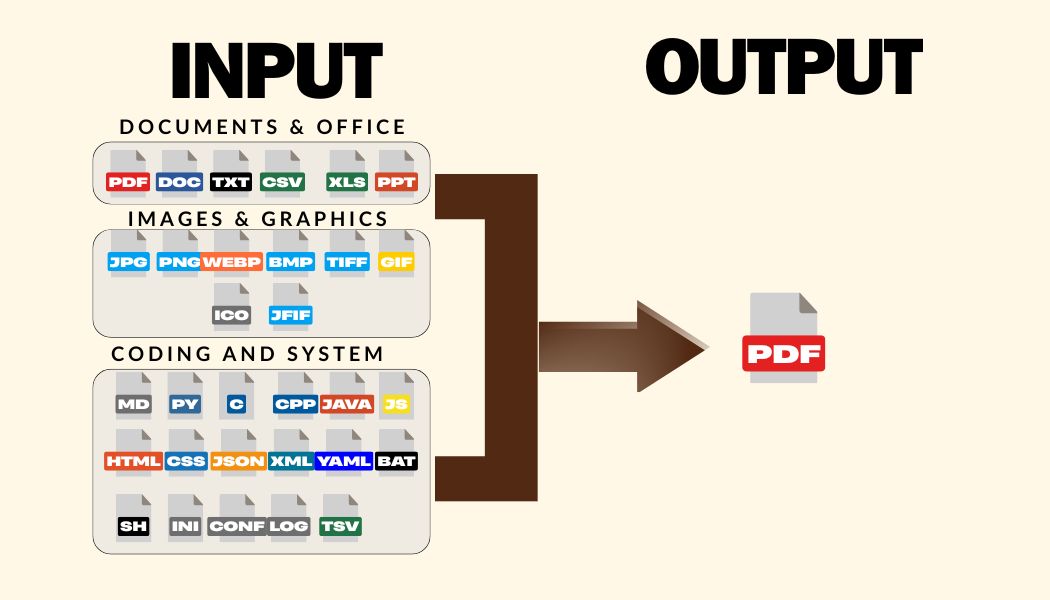 INPUT
OUTPUT
DOCUMENTS & OFFICE
PDF DOC TXT CSV XLS PPT
IMAGES & GRAPHICS
JPG PNG WEBP BMP TIFF GIF
ICO JFIF
PDF
CODING AND SYSTEM
MD PY C CPP JAVA JS
HTML CSS JSON XML YAML BAT
SH INI CONF LOG TSV